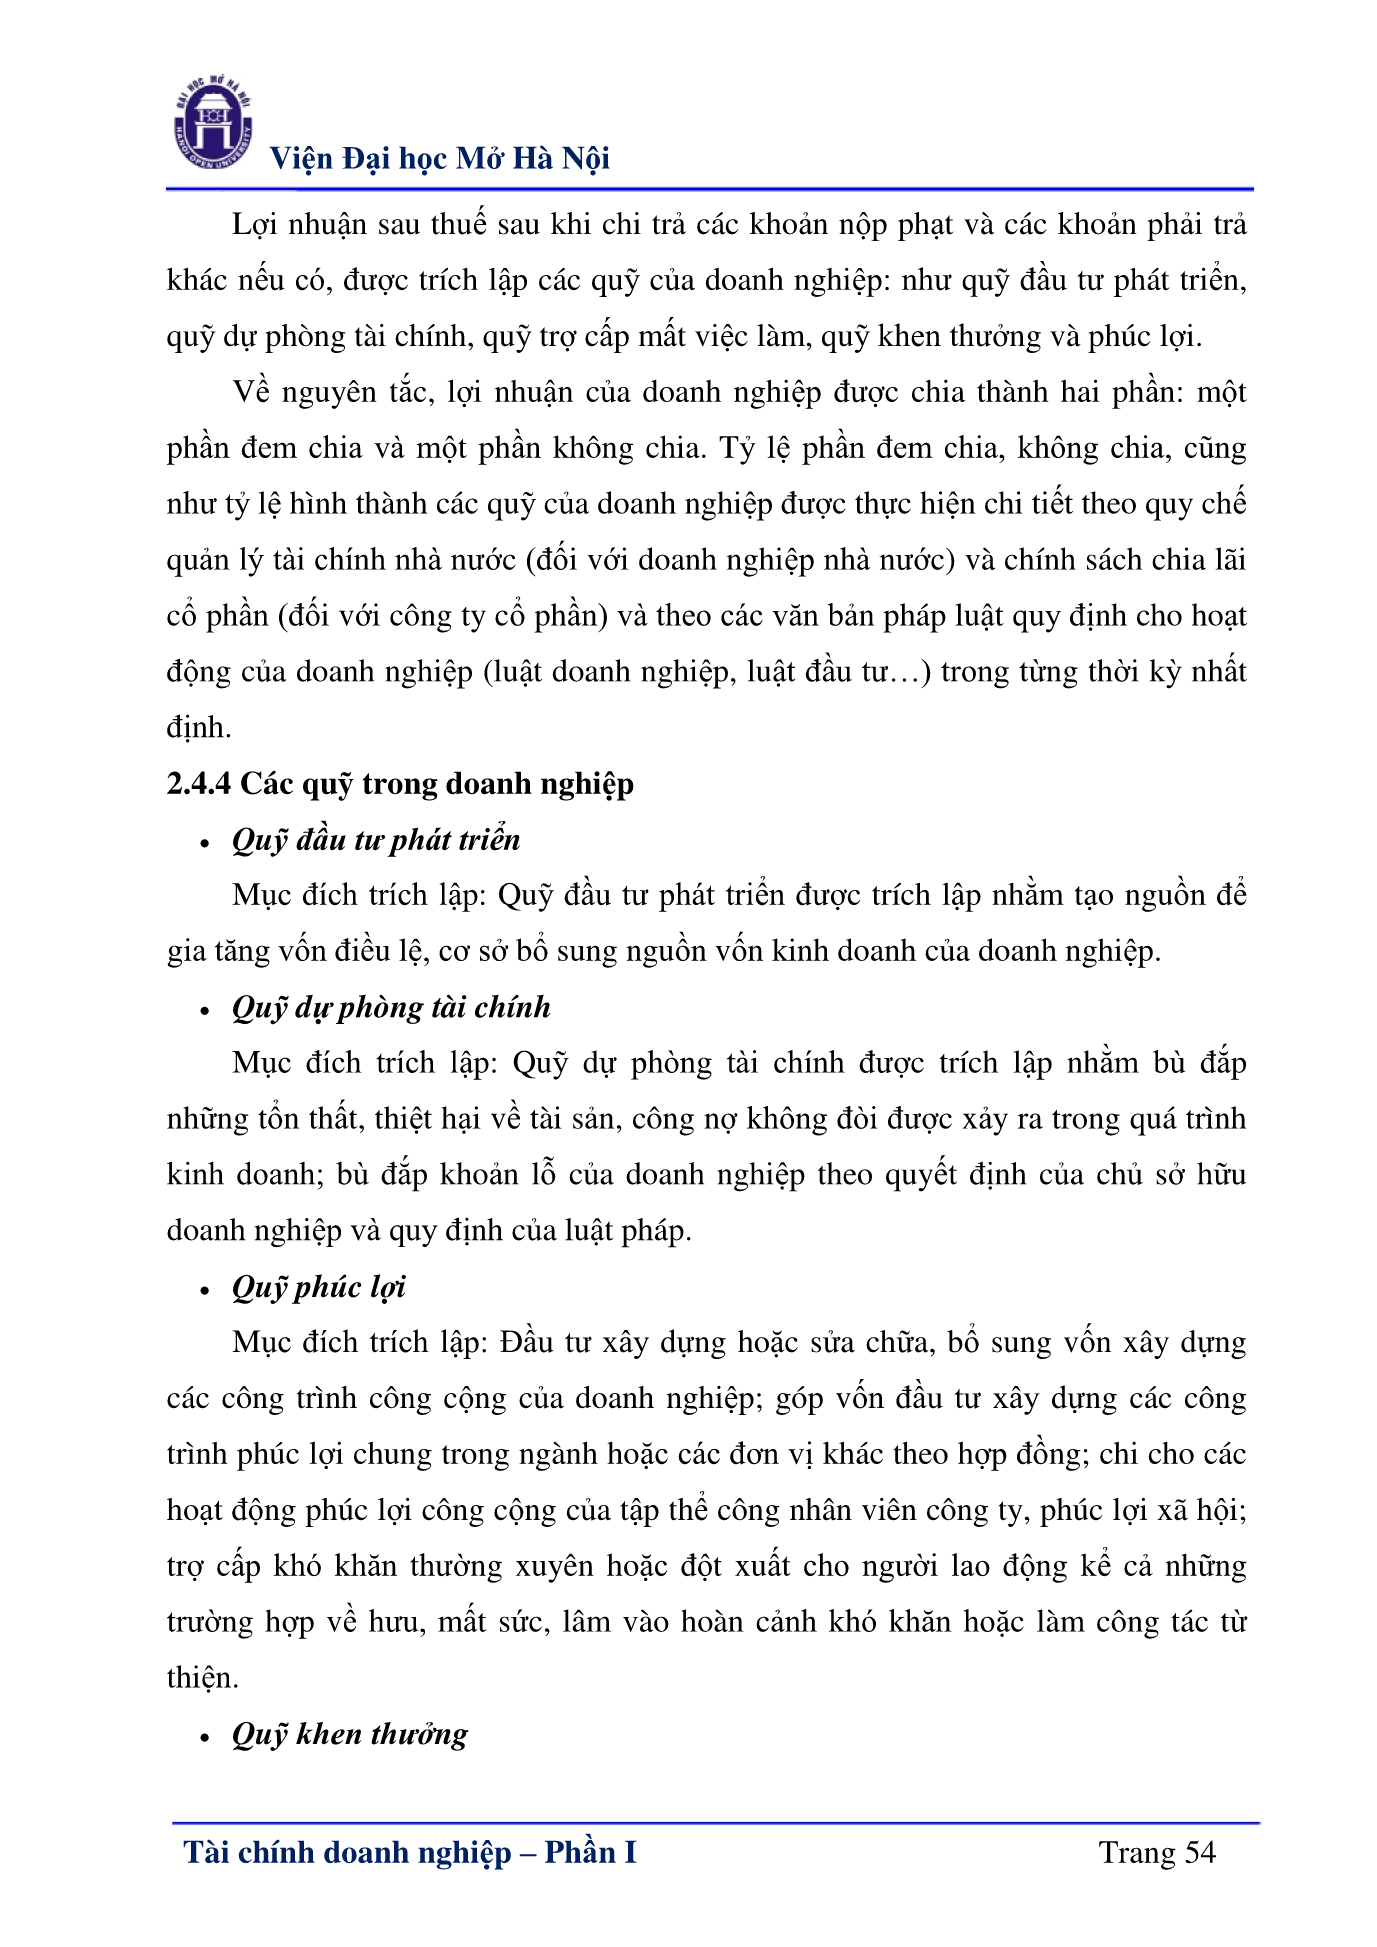 ĐẠI HỌC MỞ HÀ NỘI
HANOI OPEN UNIVERSITY
Viện Đại học Mở Hà Nội
Lợi nhuận sau thuế sau khi chi trả các khoản nộp phạt và các khoản phải trả
khác nếu có, được trích lập các quỹ của doanh nghiệp: như quỹ đầu tư phát triển,
quỹ dự phòng tài chính, quỹ trợ cấp mất việc làm, quỹ khen thưởng và phúc lợi.
Về nguyên tắc, lợi nhuận của doanh nghiệp được chia thành hai phần: một
phần đem chia và một phần không chia. Tỷ lệ phần đem chia, không chia, cũng
như tỷ lệ hình thành các quỹ của doanh nghiệp được thực hiện chi tiết theo quy chế
quản lý tài chính nhà nước (đối với doanh nghiệp nhà nước) và chính sách chia lãi
cổ phần (đối với công ty cổ phần) và theo các văn bản pháp luật quy định cho hoạt
động của doanh nghiệp (luật doanh nghiệp, luật đầu tư…) trong từng thời kỳ nhất
định.
2.4.4 Các quỹ trong doanh nghiệp
• Quỹ đầu tư phát triển
Mục đích trích lập: Quỹ đầu tư phát triển được trích lập nhằm tạo nguồn để
gia tăng vốn điều lệ, cơ sở bổ sung nguồn vốn kinh doanh của doanh nghiệp.
• Quỹ dự phòng tài chính
Mục đích trích lập: Quỹ dự phòng tài chính được trích lập nhằm bù đắp
những tổn thất, thiệt hại về tài sản, công nợ không đòi được xảy ra trong quá trình
kinh doanh; bù đắp khoản lỗ của doanh nghiệp theo quyết định của chủ sở hữu
doanh nghiệp và quy định của luật pháp.
• Quỹ phúc lợi
Mục đích trích lập: Đầu tư xây dựng hoặc sửa chữa, bổ sung vốn xây dựng
các công trình công cộng của doanh nghiệp; góp vốn đầu tư xây dựng các công
trình phúc lợi chung trong ngành hoặc các đơn vị khác theo hợp đồng; chi cho các
hoạt động phúc lợi công cộng của tập thể công nhân viên công ty, phúc lợi xã hội;
trợ cấp khó khăn thường xuyên hoặc đột xuất cho người lao động kể cả những
trường hợp về hưu, mất sức, lâm vào hoàn cảnh khó khăn hoặc làm công tác từ
thiện.
• Quỹ khen thưởng
Tài chính doanh nghiệp – Phần I Trang 54